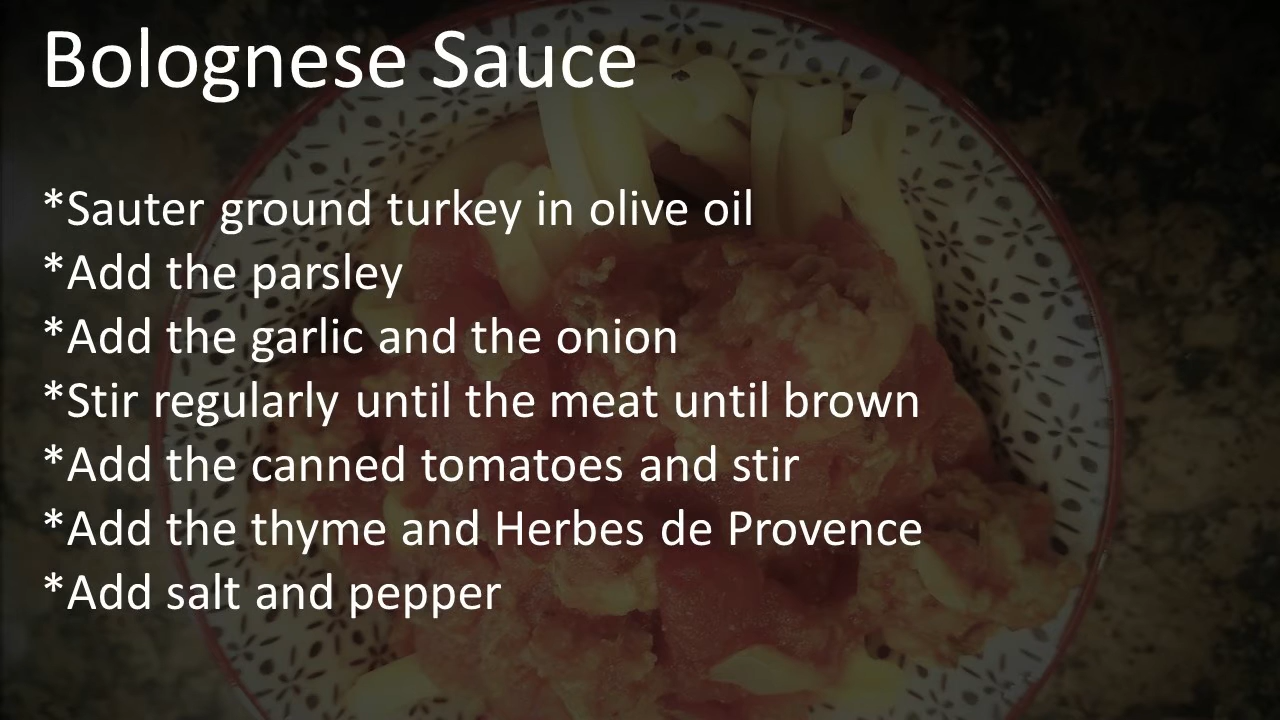 Bolognese Sauce
*Sauter ground turkey in olive oil
*Add the parsley
*Add the garlic and the onion
*Stir regularly until the meat until brown
*Add the canned tomatoes and stir
*Add the thyme and Herbes de Provence
*Add salt and pepper